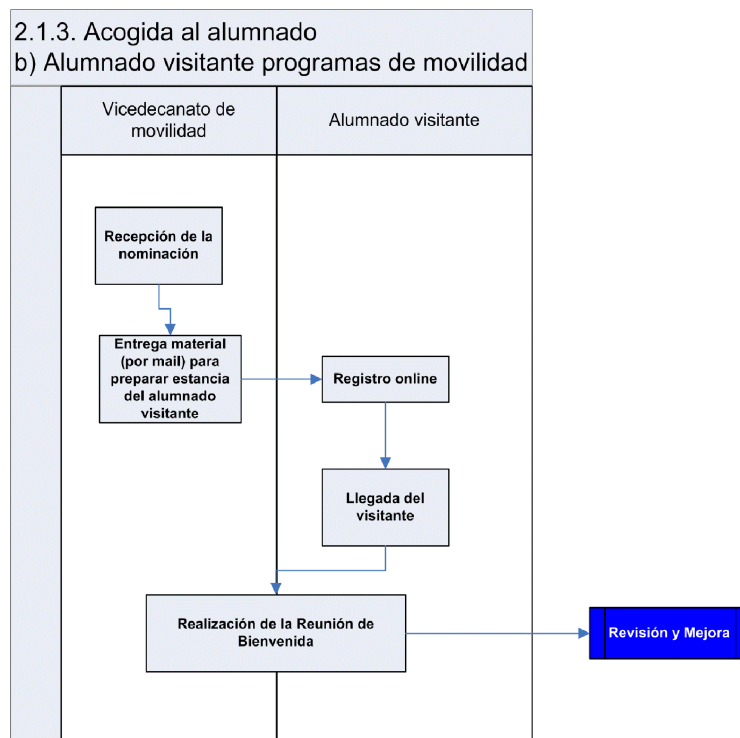 2.1.3. Acogida al alumnado
b) Alumnado visitante programas de movilidad
Vicedecanato de
movilidad
Alumnado visitante
Recepción de la
nominación
Entrega material
(por mail) para
preparar estancia
del alumnado
visitante
Registro online
Llegada del
visitante
Realización de la Reunión de
Bienvenida
Revisión y Mejora